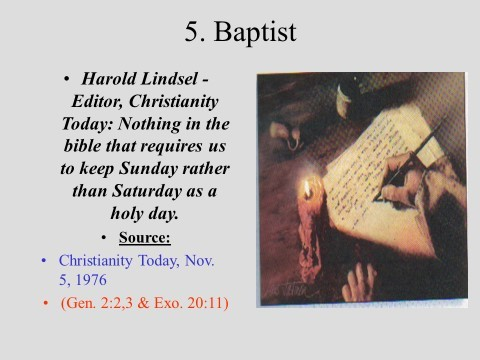 5. Baptist
• Harold Lindsel -
Editor, Christianity
Today: Nothing in the
bible that requires us
to keep Sunday rather
than Saturday as a
holy day.
• Source:
• Christianity Today, Nov.
5, 1976
• (Gen. 2:2,3 & Exo. 20:11)